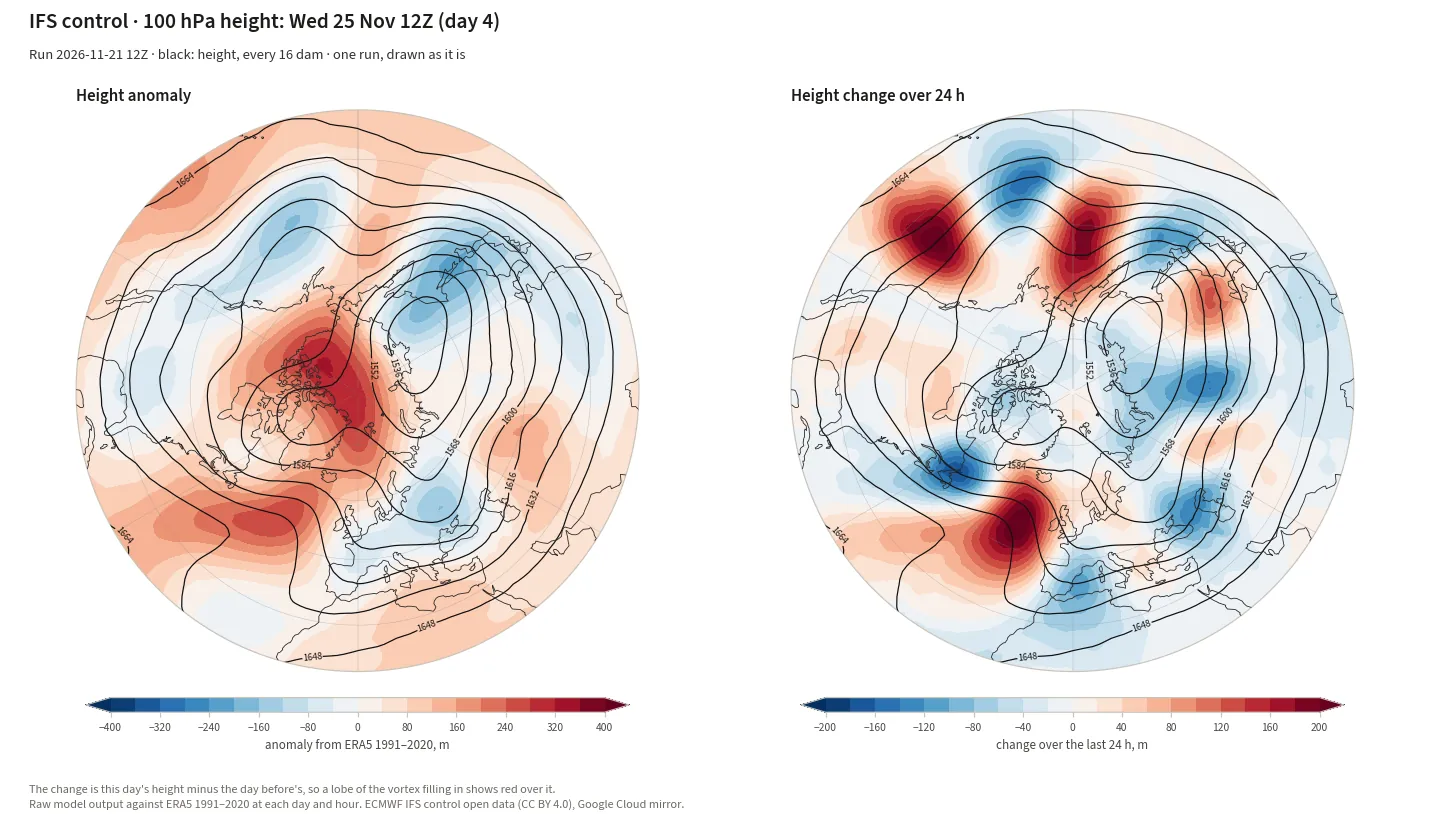 IFS control · 100 hPa height: Wed 25 Nov 12Z (day 4)
Run 2026-11-21 12Z · black: height, every 16 dam · one run, drawn as it is
Height anomaly
Height change over 24 h
1664
1552
1536
1600
1568
1584
1616
1632
1664
1648
1648
1664
1552
1536
1600
1568
1584
1616
1632
1664
1648
1648
−400 −320 −240 −160 −80 0 80 160 240 320 400
anomaly from ERA5 1991–2020, m
−200 −160 −120 −80 −40 0 40 80 120 160 200
change over the last 24 h, m
The change is this day's height minus the day before's, so a lobe of the vortex filling in shows red over it.
Raw model output against ERA5 1991–2020 at each day and hour. ECMWF IFS control open data (CC BY 4.0), Google Cloud mirror.